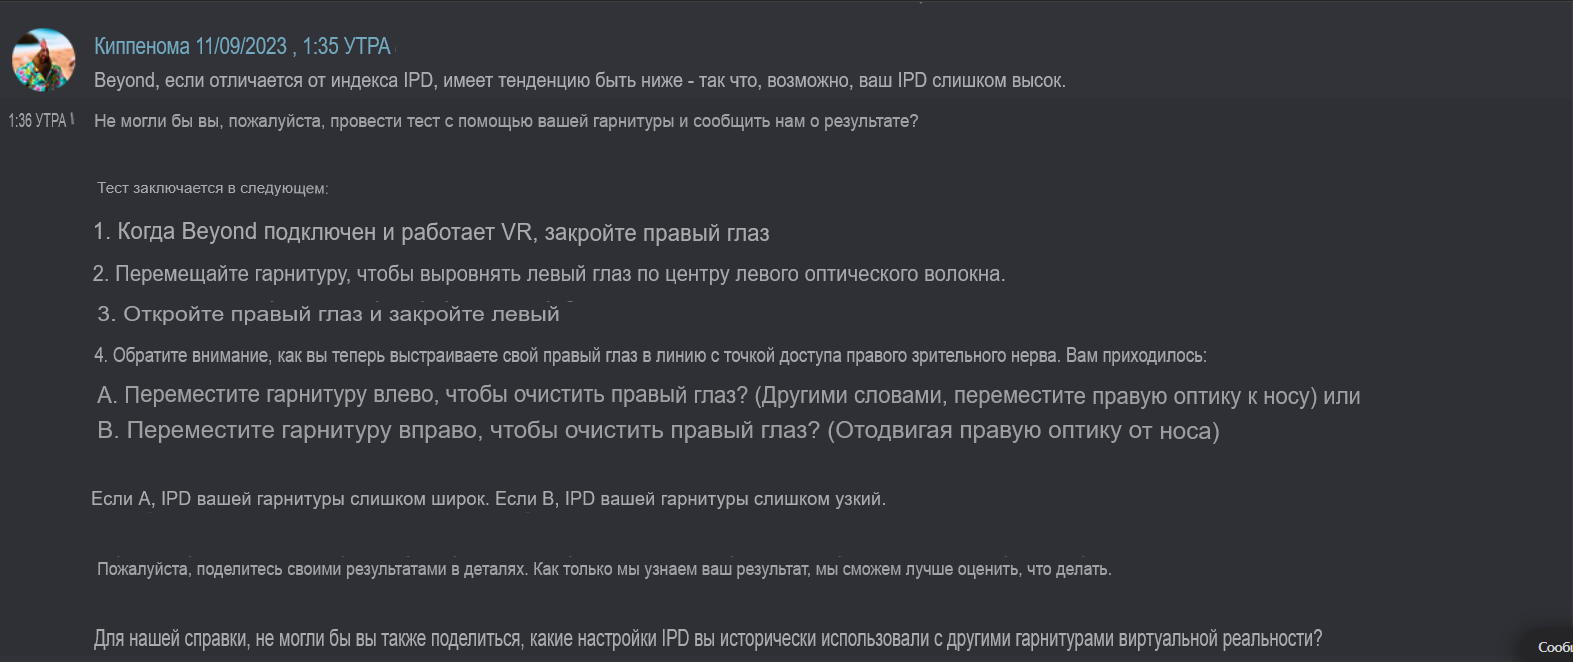 Киппенома 11/09/2023 , 1:35 УТРА
Beyond, если отличается от индекса IPD, имеет тенденцию быть ниже - так что, возможно, ваш IPD слишком высок.
1:36 УТРА Не могли бы вы, пожалуйста, провести тест с помощью вашей гарнитуры и сообщить нам о результате?
Тест заключается в следующем:
1. Когда Beyond подключен и работает VR, закройте правый глаз
2. Перемещайте гарнитуру, чтобы выровнять левый глаз по центру левого оптического волокна.
3. Откройте правый глаз и закройте левый
4. Обратите внимание, как вы теперь выстраиваете свой правый глаз в линию с точкой доступа правого зрительного нерва. Вам приходилось:
А. Переместите гарнитуру влево, чтобы очистить правый глаз? (Другими словами, переместите правую оптику к носу) или
В. Переместите гарнитуру вправо, чтобы очистить правый глаз? (Отодвигая правую оптику от носа)
Если А, IPD вашей гарнитуры слишком широк. Если В, IPD вашей гарнитуры слишком узкий.
Пожалуйста, поделитесь своими результатами в деталях. Как только мы узнаем ваш результат, мы сможем лучше оценить, что делать.
Для нашей справки, не могли бы вы также поделиться, какие настройки IPD вы исторически использовали с другими гарнитурами виртуальной реальности?